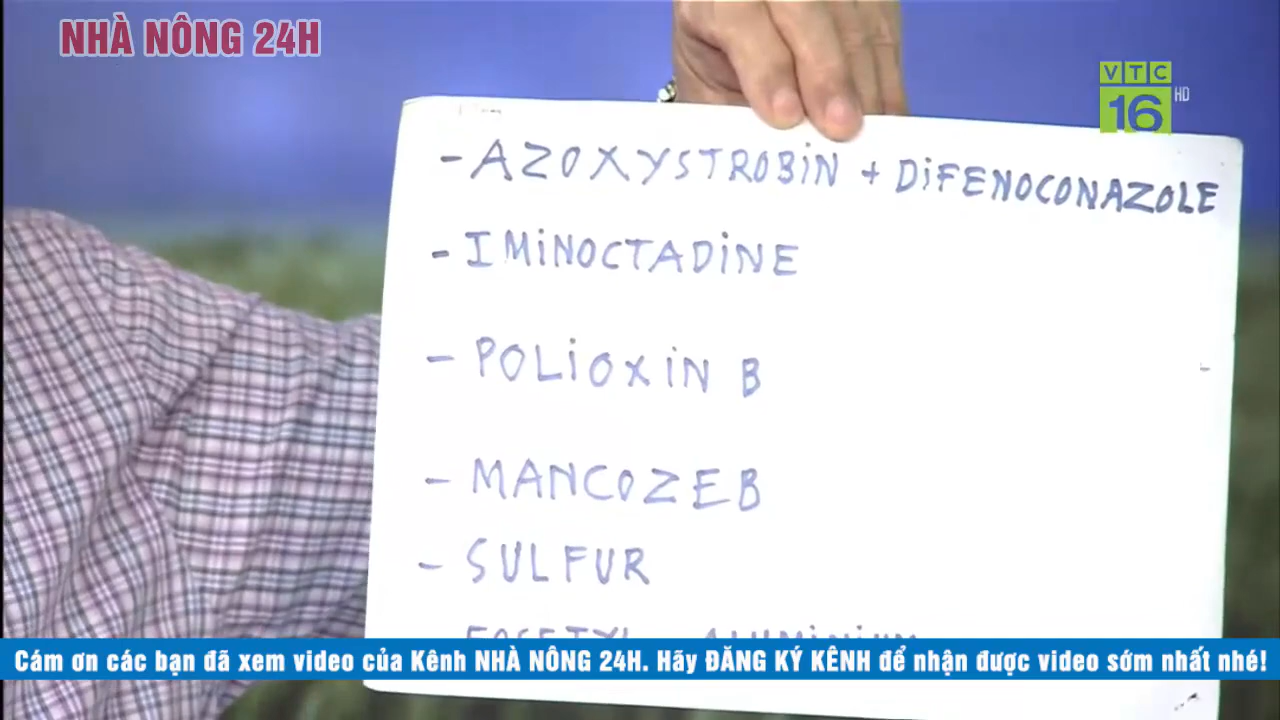 NHÀ NÔNG 24H
VTC
16 HD
- AZOXYSTROBiN + DiFENOCONAZOLE
- IMiNOCTADiNE
- POLiOXiN B
- MANCOZEB
- SULFUR
Cám ơn các bạn đã xem video của Kênh NHÀ NÔNG 24H. Hãy ĐĂNG KÝ KÊNH để nhận được video sớm nhất nhé!